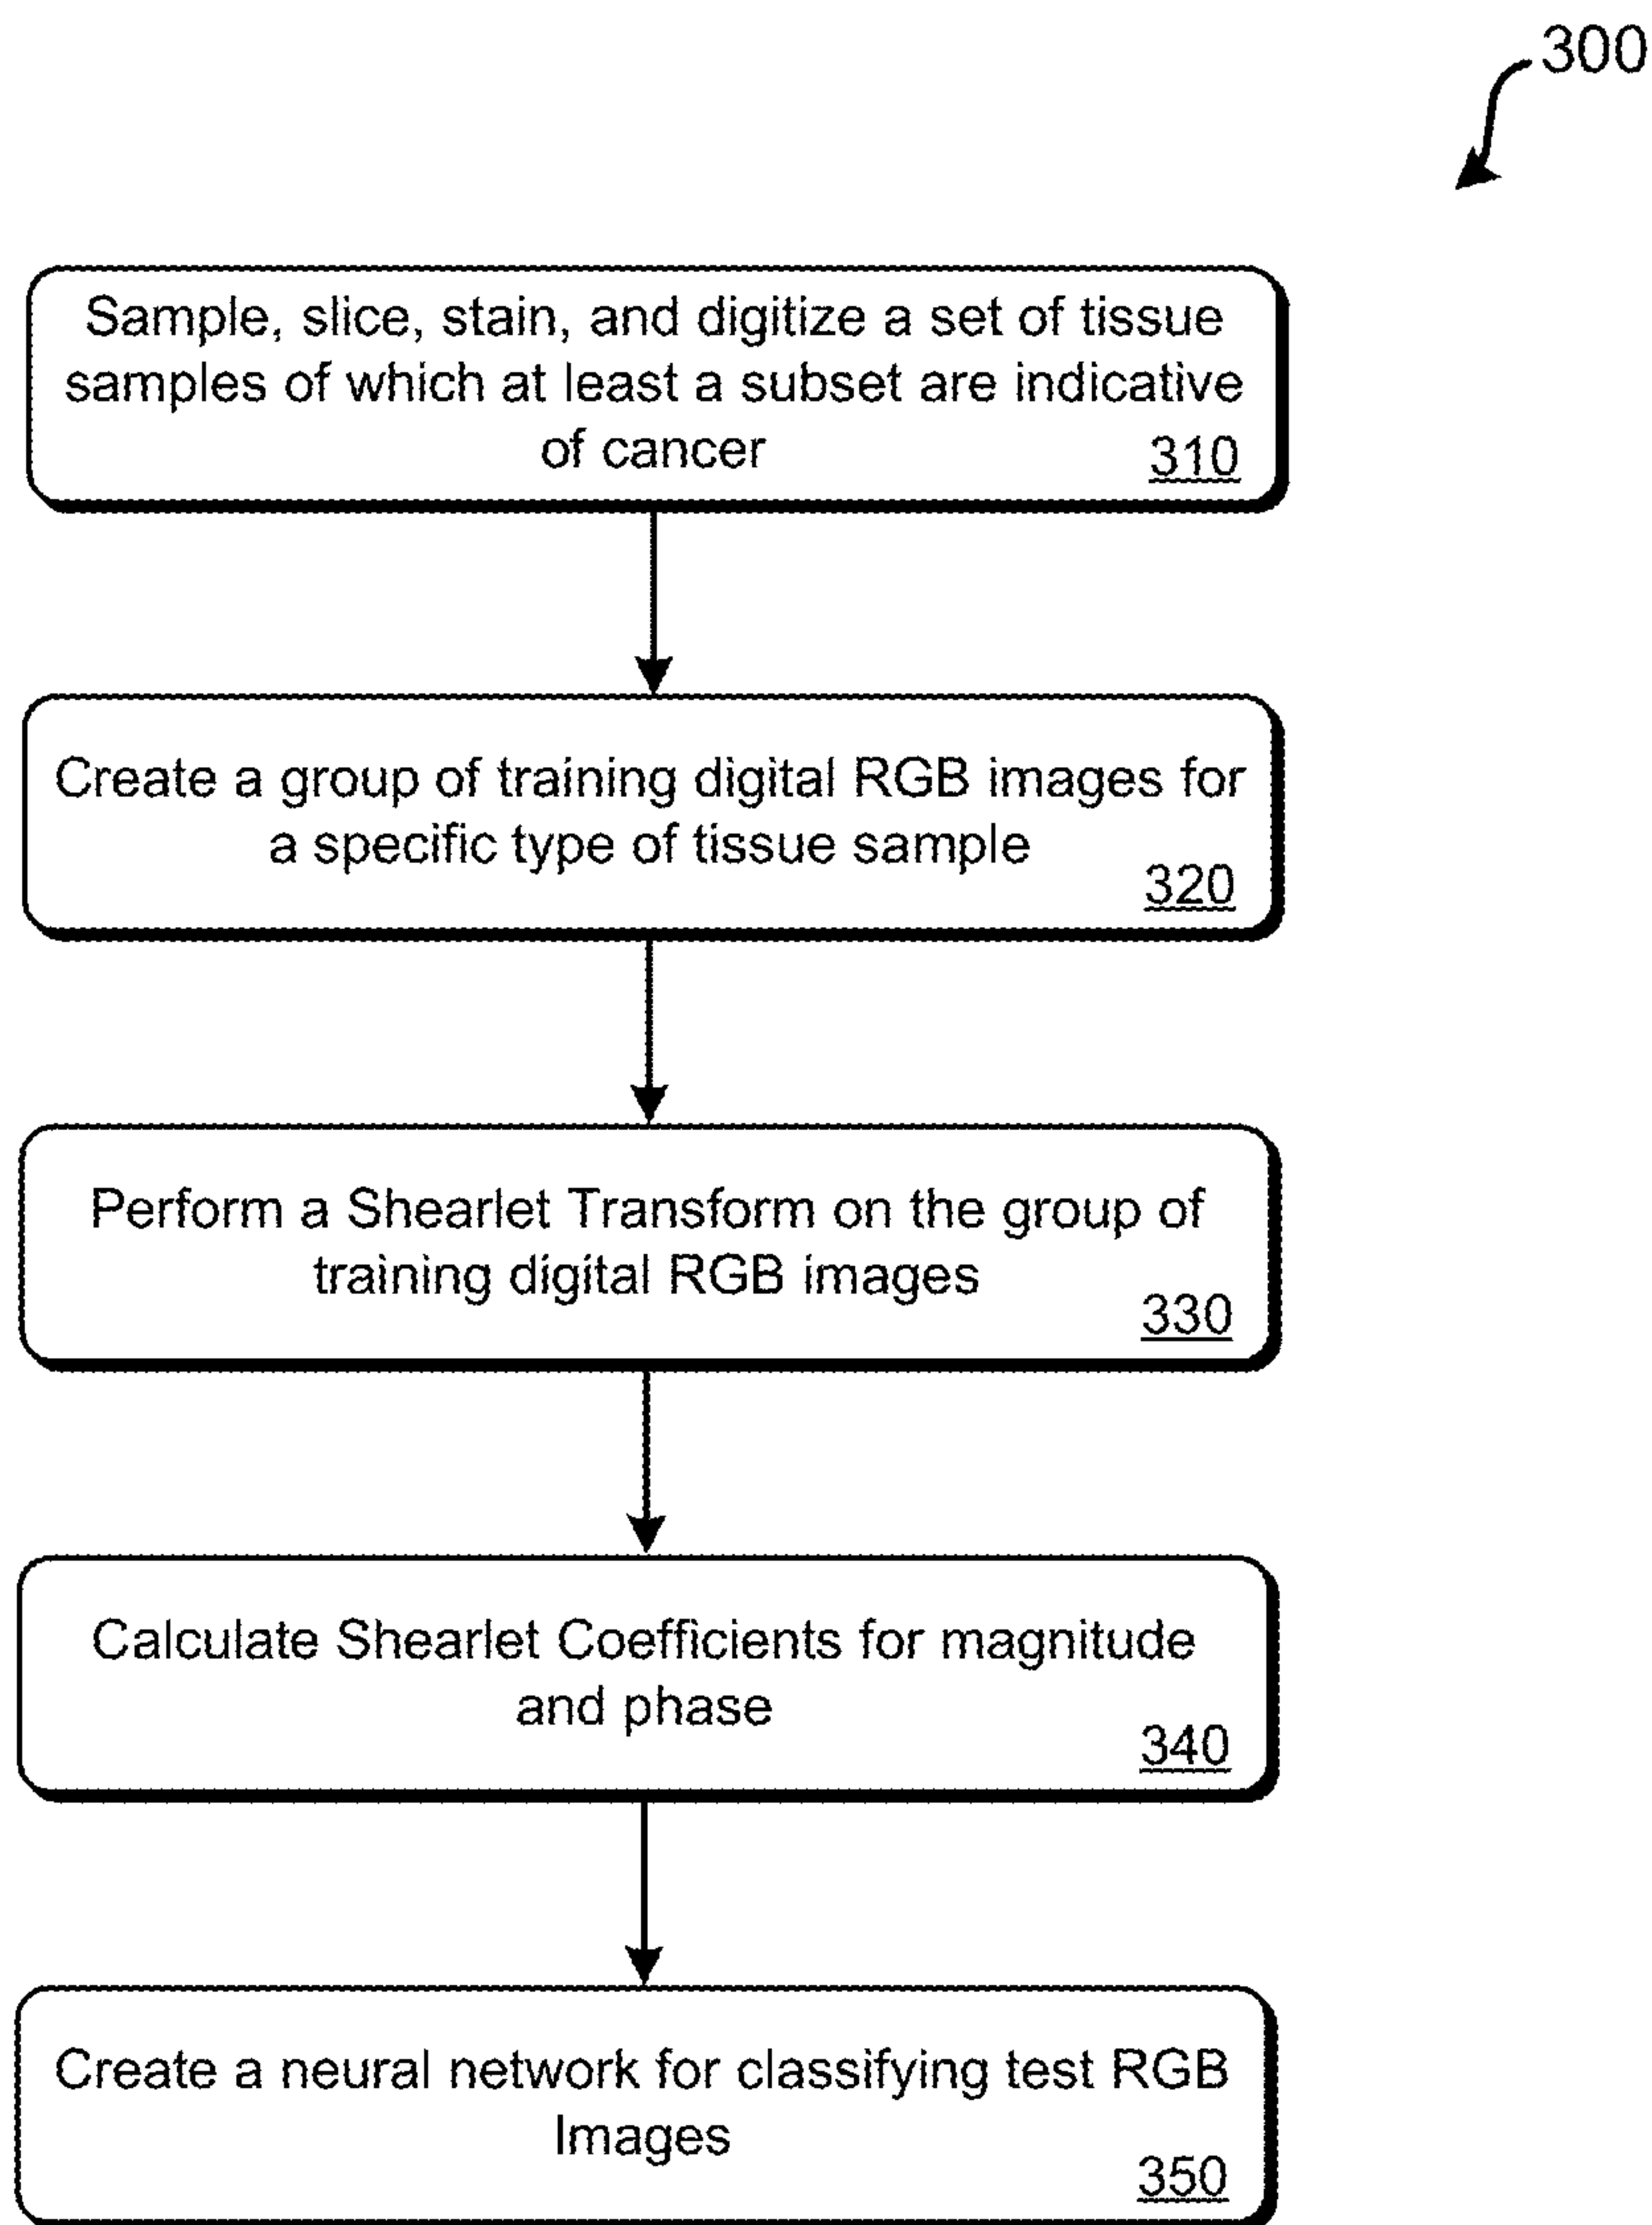 300
Sample, slice, stain, and digitize a set of tissue
samples of which at least a subset are indicative
of cancer
310
Create a group of training digital RGB images for
a specific type of tissue sample
320
Perform a Shearlet Transform on the group of
training digital RGB images
330
Calculate Shearlet Coefficients for magnitude
and phase
340
Create a neural network for classifying test RGB
Images
350